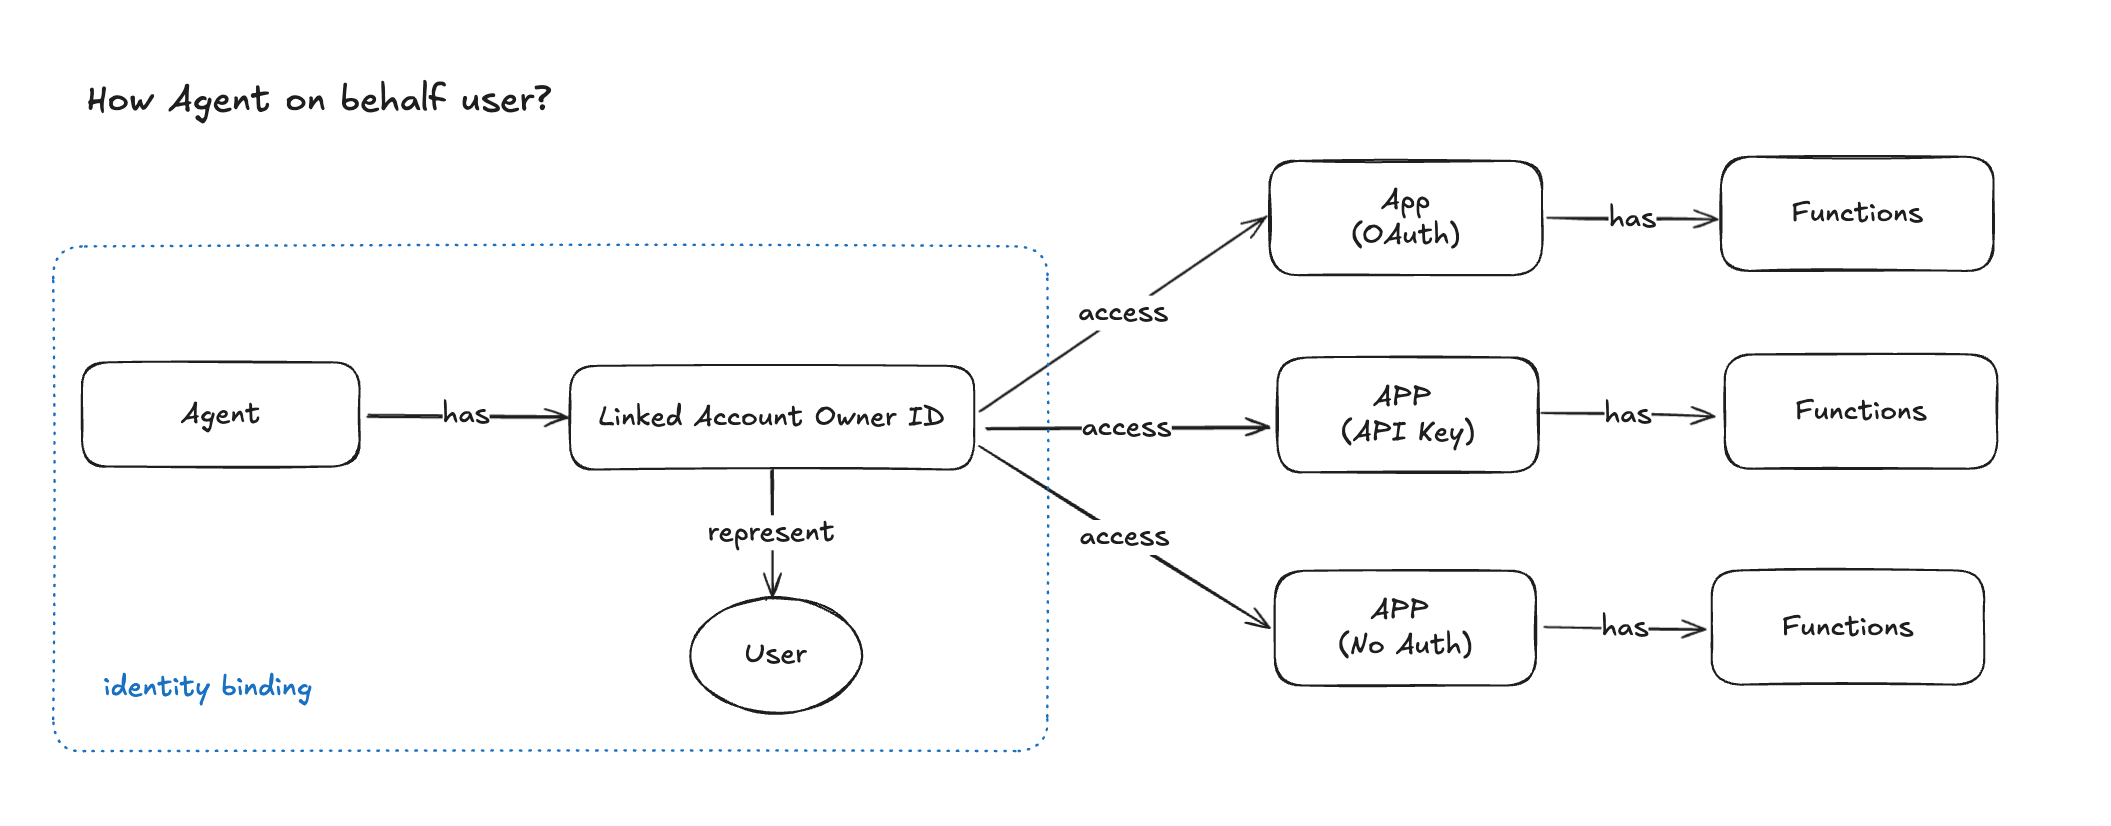 How Agent on behalf user?
App
(OAuth)
has
Functions
access
Agent
has
Linked Account Owner ID
access
APP
(API Key)
has
Functions
represent
access
User
APP
(No Auth)
has
Functions
identity binding